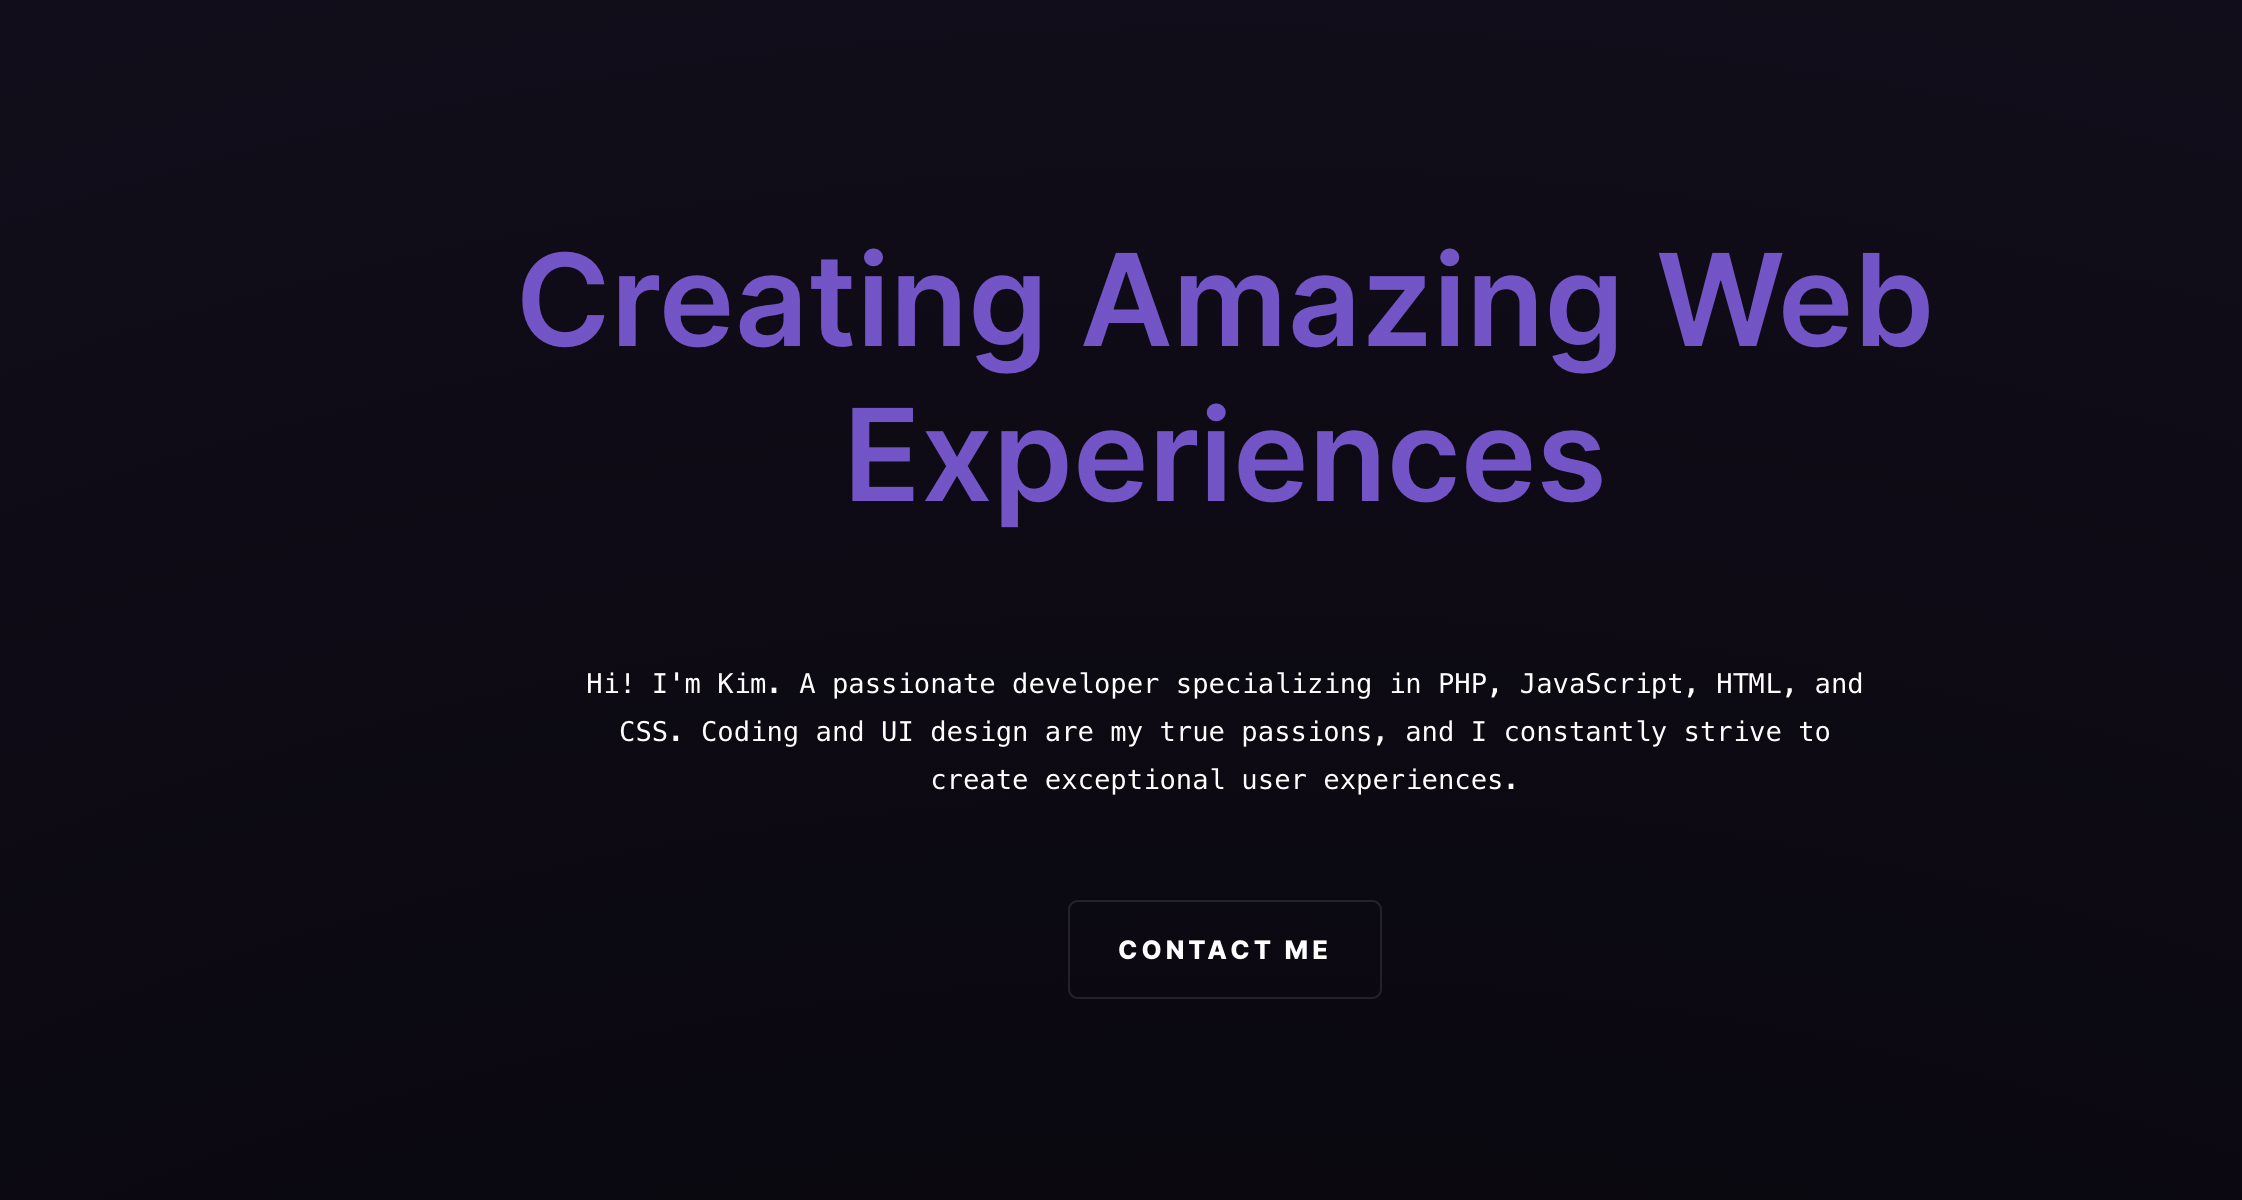 Creating Amazing Web
Experiences
Hi! I'm Kim. A passionate developer specializing in PHP, JavaScript, HTML, and
CSS. Coding and UI design are my true passions, and I constantly strive to
create exceptional user experiences.
CONTACT ME